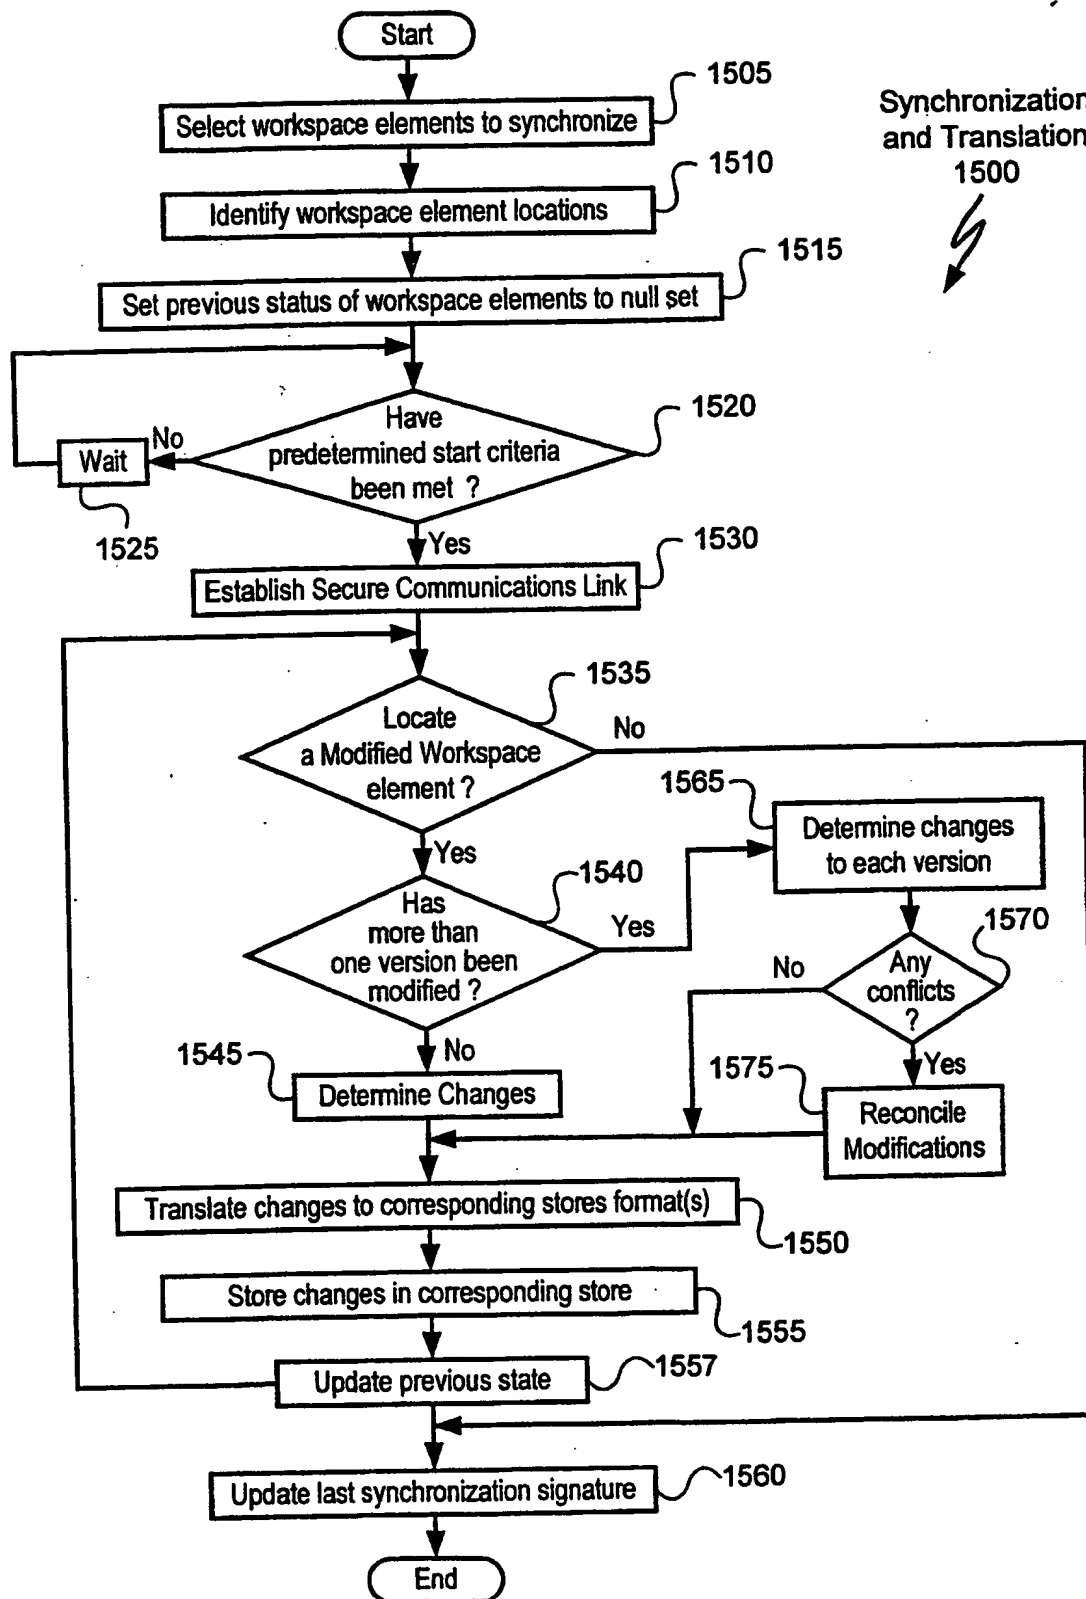 Start
1505
Select workspace elements to synchronize
Synchronization
and Translation
1500
1510
Identify workspace element locations
1515
Set previous status of workspace elements to null set
1520
Have
predetermined start criteria
been met ?
No
Wait
1525
Yes
1530
Establish Secure Communications Link
1535
Locate
a Modified Workspace
element ?
No
Yes
1565
Determine changes
to each version
1540
Has
more than
one version been
modified ?
Yes
1570
Any
conflicts
?
No
No
Yes
1545
Determine Changes
1575
Reconcile
Modifications
Translate changes to corresponding stores format(s)
1550
Store changes in corresponding store
1555
Update previous state
1557
Update last synchronization signature
1560
End